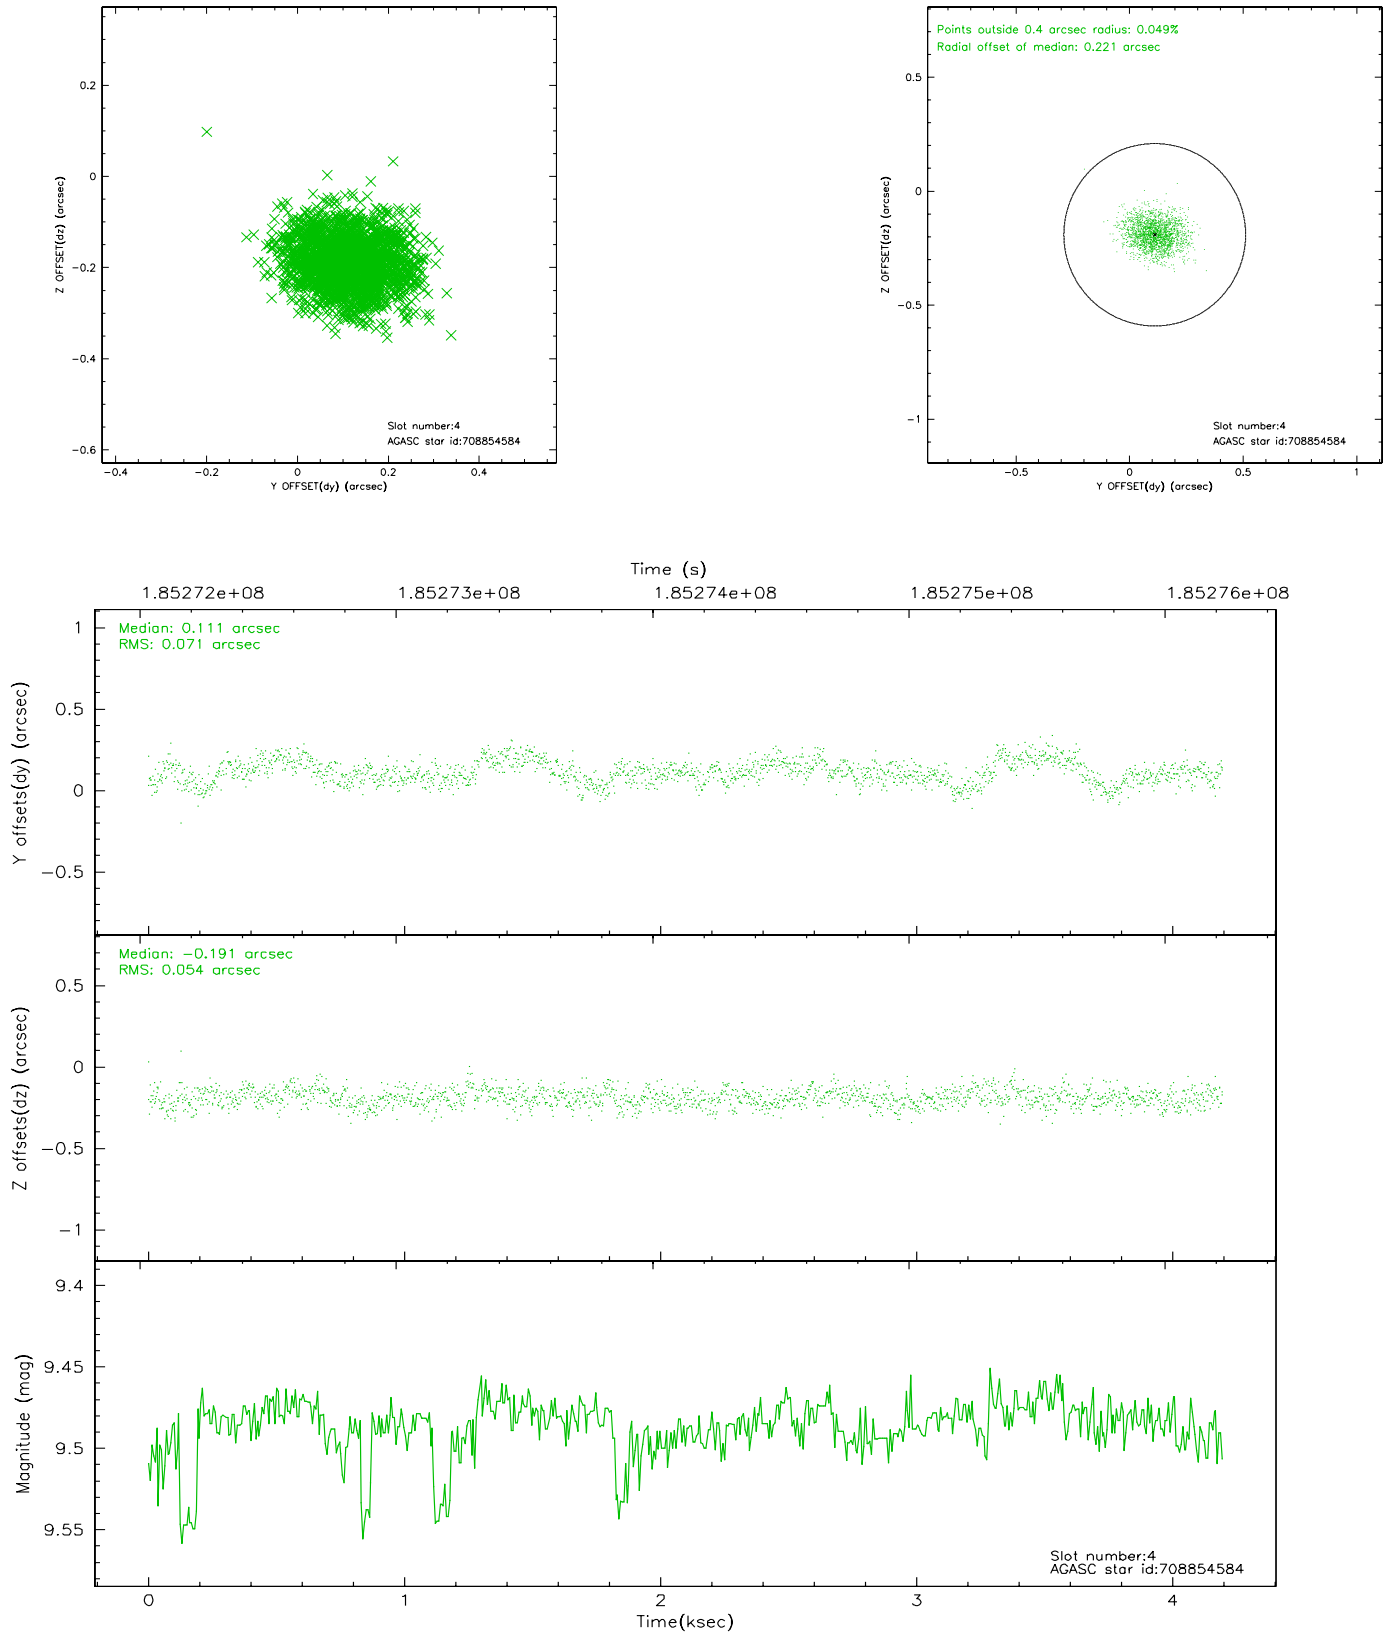 0.2
0
−0.2
−0.4
−0.6
Z OFFSET(dz) (arcsec)
Slot number:4
AGASC star id:708854584
−0.4 −0.2 0 0.2 0.4
Y OFFSET(dy) (arcsec)
Points outside 0.4 arcsec radius: 0.049%
Radial offset of median: 0.221 arcsec
0.5
0
−0.5
−1
Z OFFSET(dz) (arcsec)
Slot number:4
AGASC star id:708854584
−0.5 0 0.5 1
Y OFFSET(dy) (arcsec)
Time (s)
1.85272e+08 1.85273e+08 1.85274e+08 1.85275e+08 1.85276e+08
Median: 0.111 arcsec
RMS: 0.071 arcsec
1
0.5
0
−0.5
Y offsets(dy) (arcsec)
Median: −0.191 arcsec
RMS: 0.054 arcsec
0.5
0
−0.5
−1
Z offsets(dz) (arcsec)
9.4
9.45
9.5
9.55
Magnitude (mag)
Slot number:4
AGASC star id:708854584
0 1 2 3 4
Time(ksec)